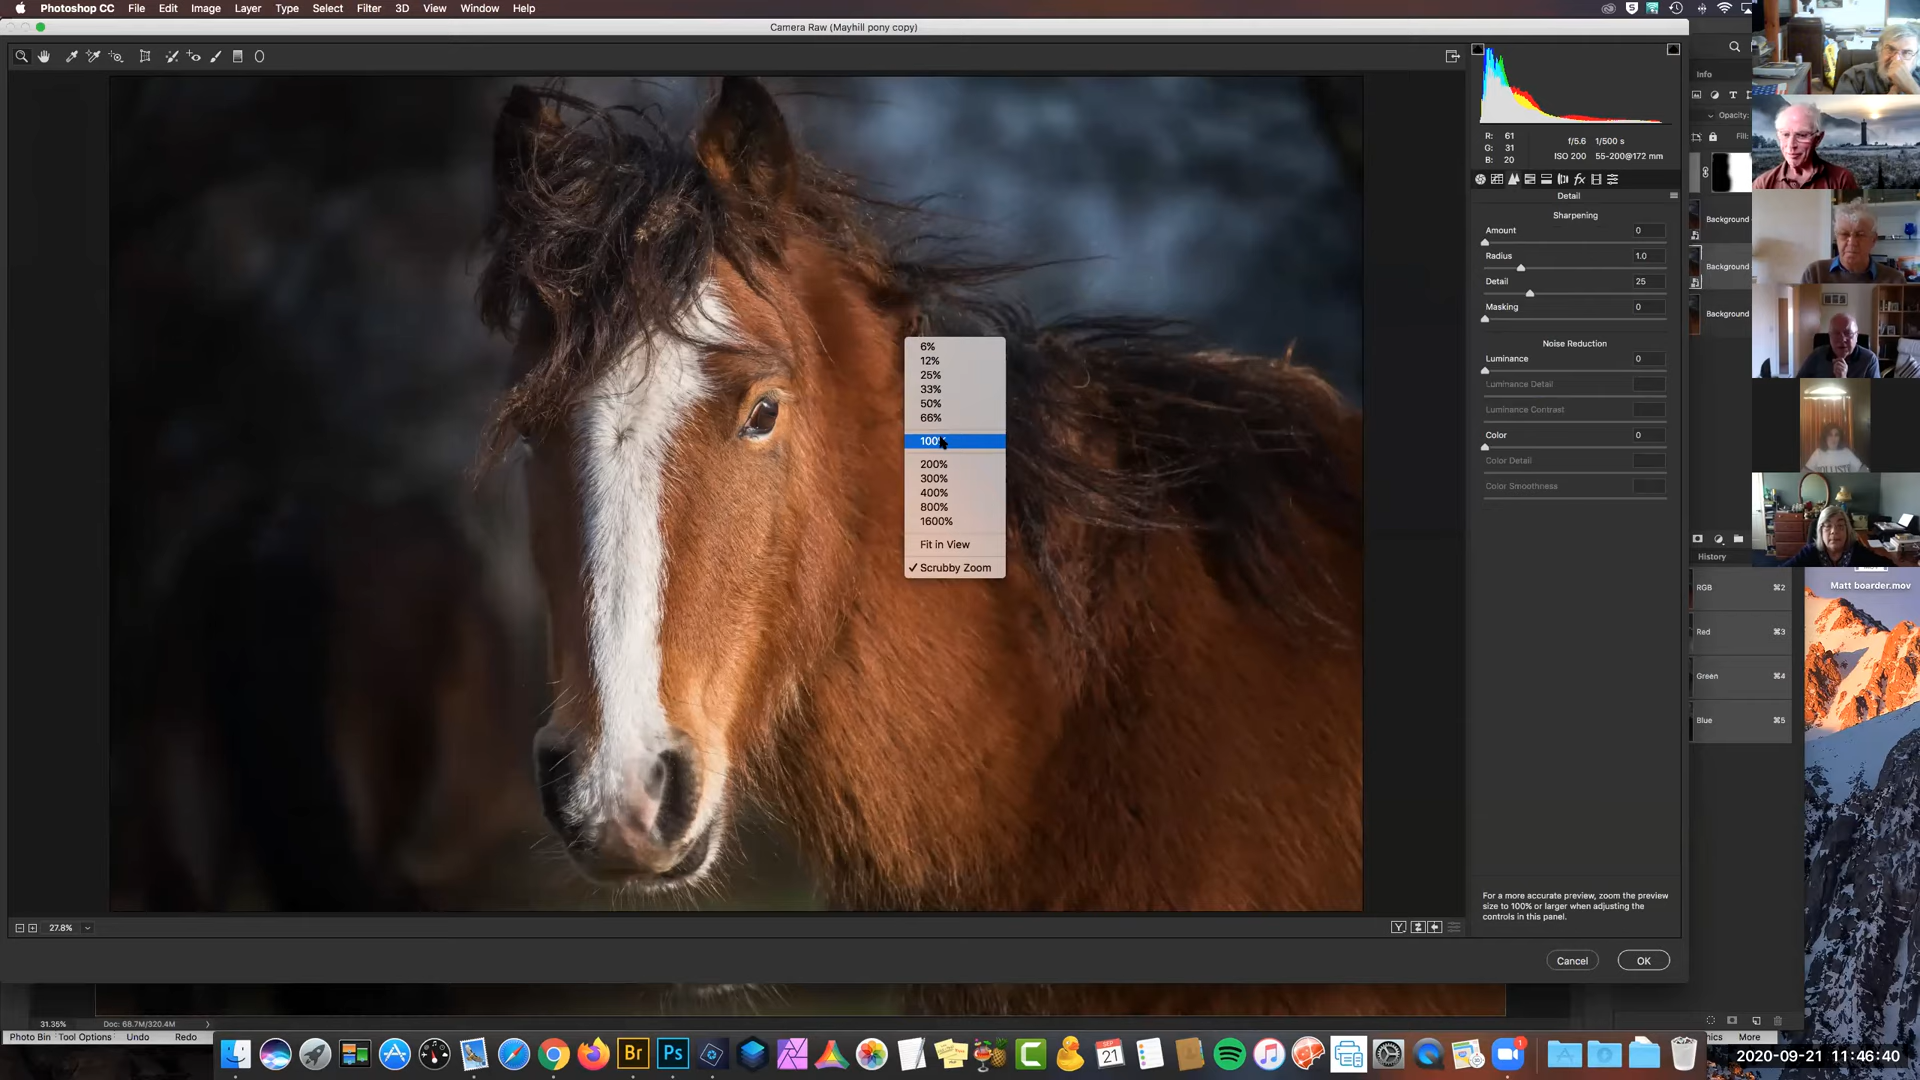 Photoshop CC File Edit Image Layer Type Select Filter 3D View Window Help
Camera Raw (Mayhill pony copy)
Info
Opacity:
Fill:
R: 61
G: 31
B: 20
f/5.6 1/500 s
ISO 200 55-200@172 mm
Detail
Sharpening
Amount 0
Radius 1.0
Detail 25
Masking 0
Noise Reduction
Luminance 0
Luminance Detail
Luminance Contrast
Color 0
Color Detail
Color Smoothness
Background
Background
Background
6%
12%
25%
33%
50%
66%
100%
200%
300%
400%
800%
1600%
Fit in View
✓ Scrubby Zoom
History
RGB ⌘2
Red ⌘3
Green ⌘4
Blue ⌘5
Matt boarder.mov
For a more accurate preview, zoom the preview
size to 100% or larger when adjusting the
controls in this panel.
27.8%
Y
Cancel OK
31.35% Doc: 68.7M/320.4M
Photo Bin Tool Options Undo Redo
More
Br Ps
SEP
21
1
2020-09-21 11:46:40